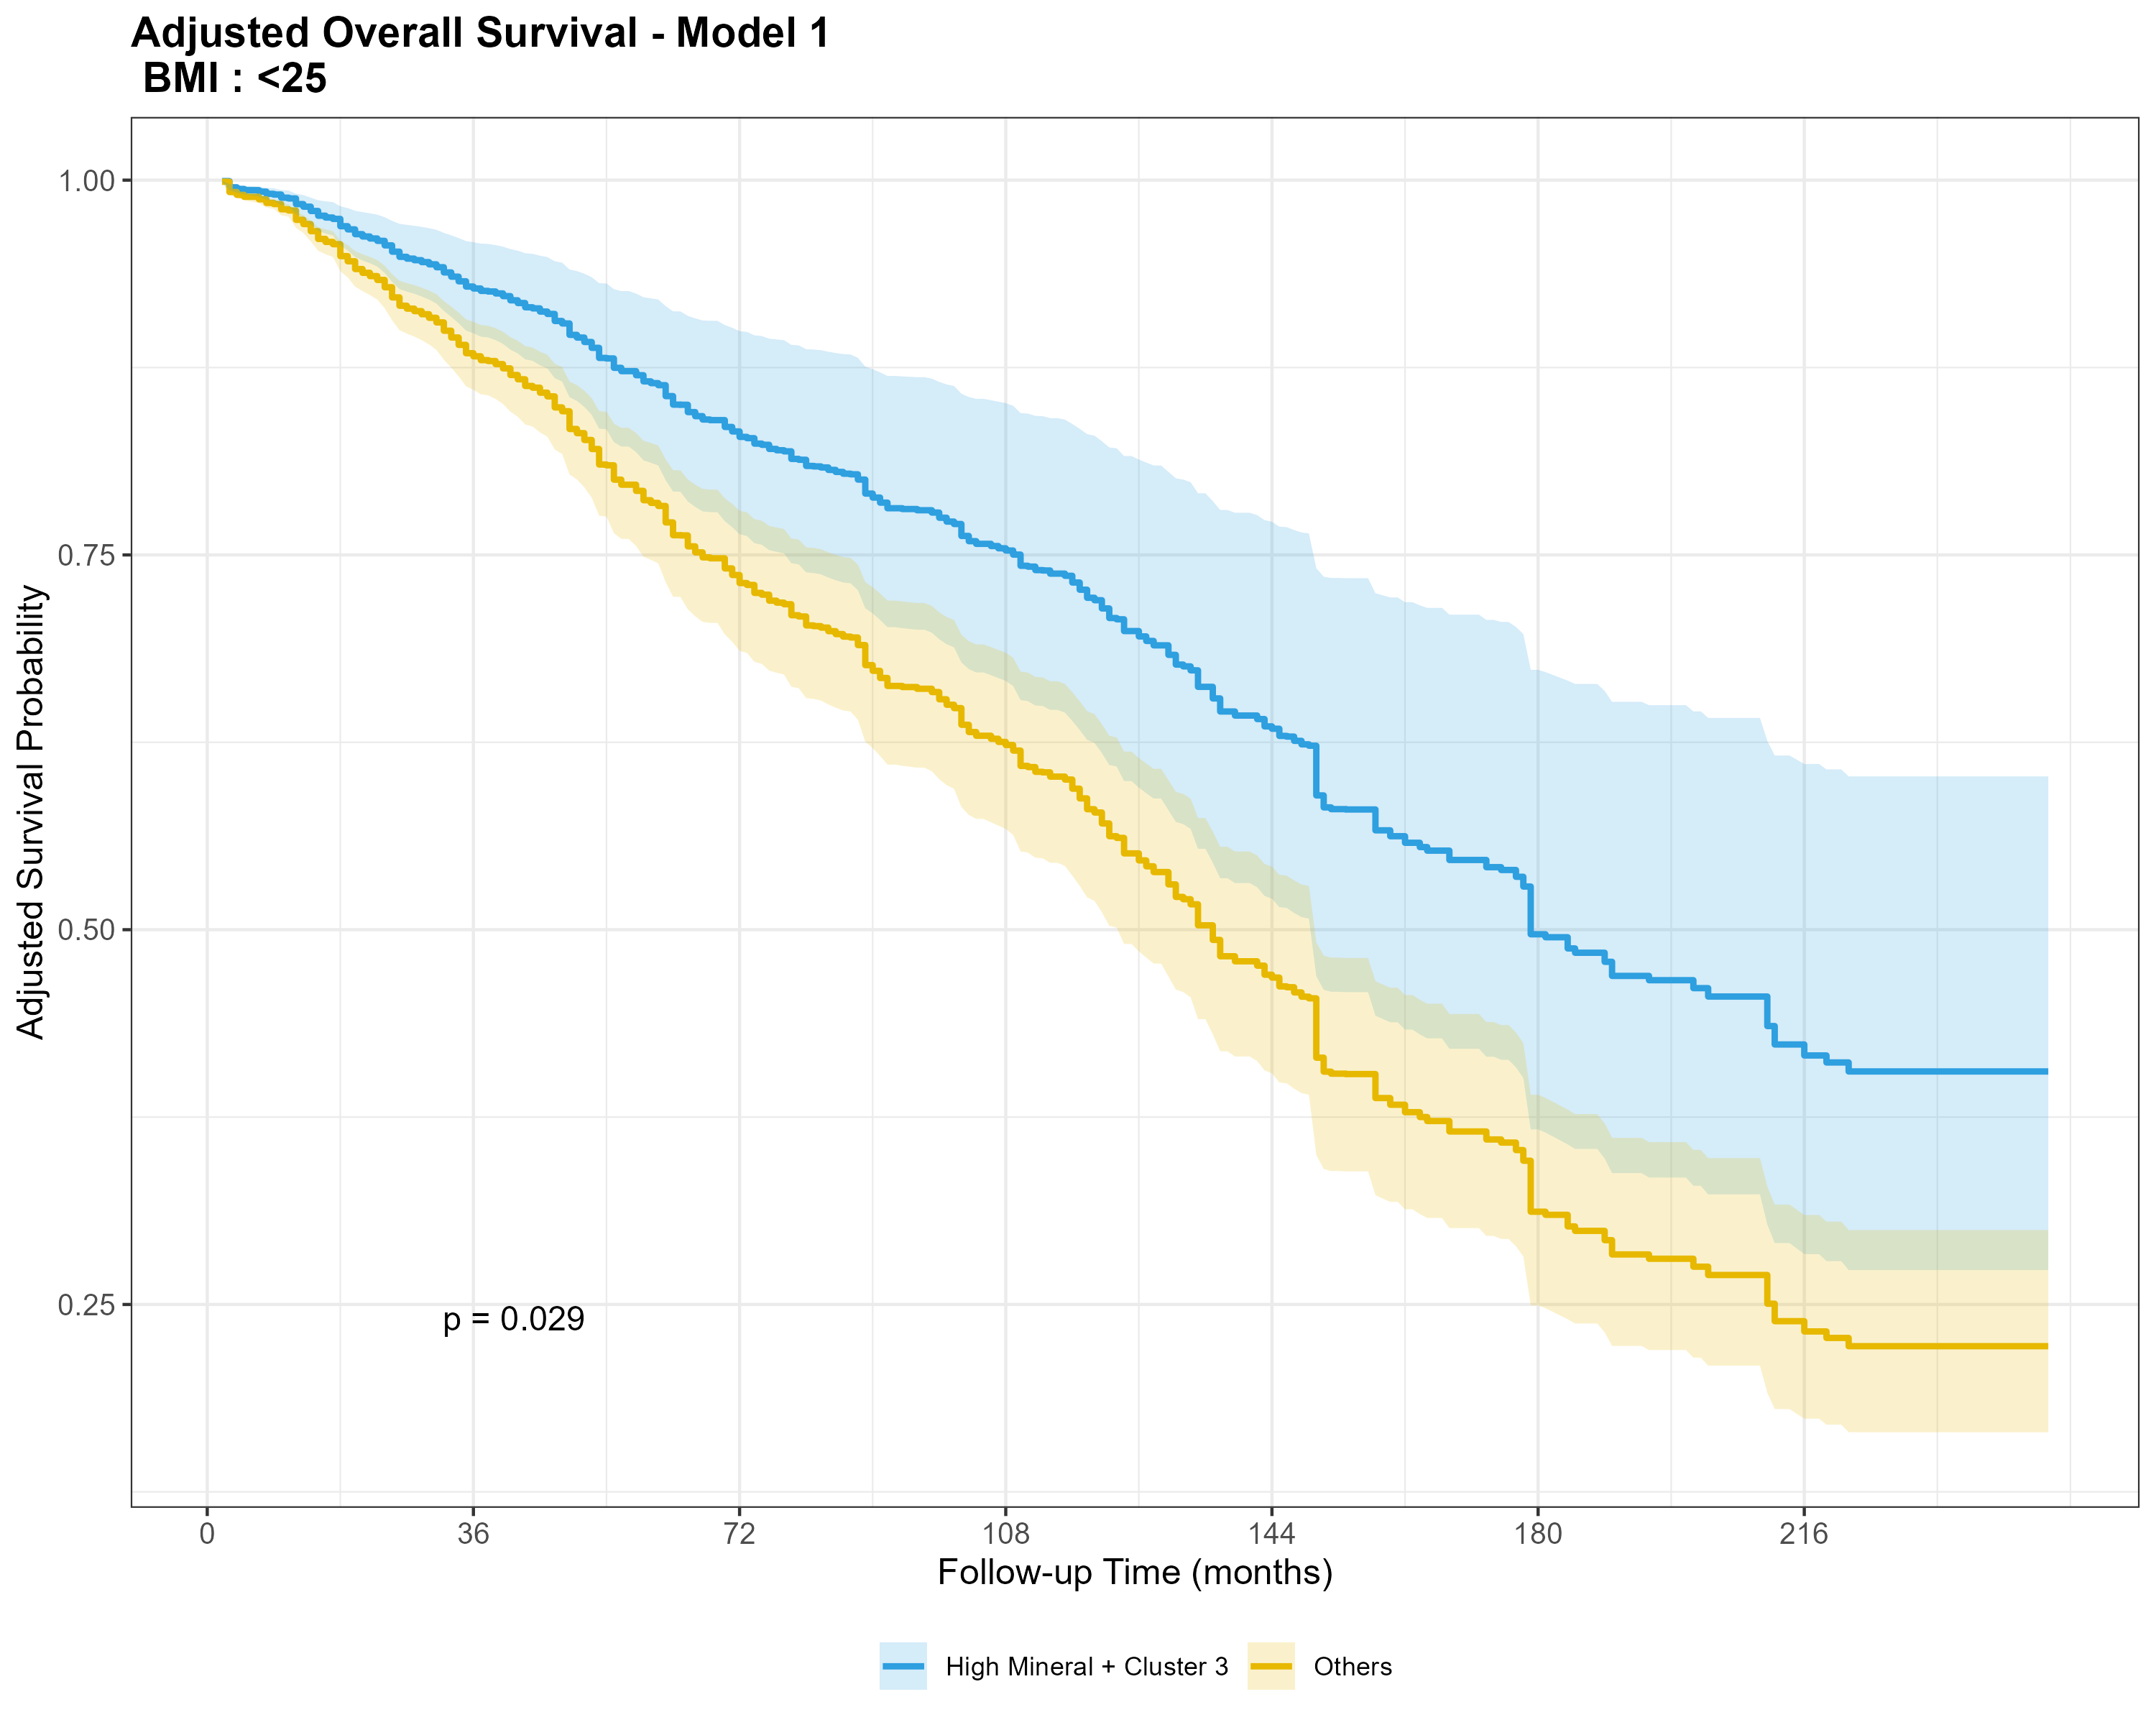 Adjusted Overall Survival - Model 1
BMI : <25
Adjusted Survival Probability
1.00
0.75
0.50
0.25
p = 0.029
0 36 72 108 144 180 216
Follow-up Time (months)
High Mineral + Cluster 3 Others